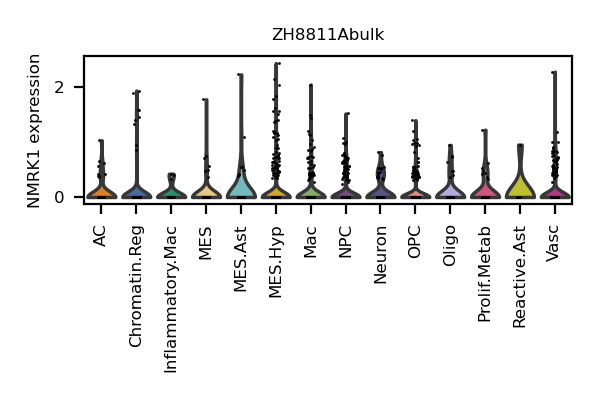 ZH8811Abulk
NMRK1 expression
2
0
AC
Chromatin.Reg
Inflammatory.Mac
MES
MES.Ast
MES.Hyp
Mac
NPC
Neuron
OPC
Oligo
Prolif.Metab
Reactive.Ast
Vasc